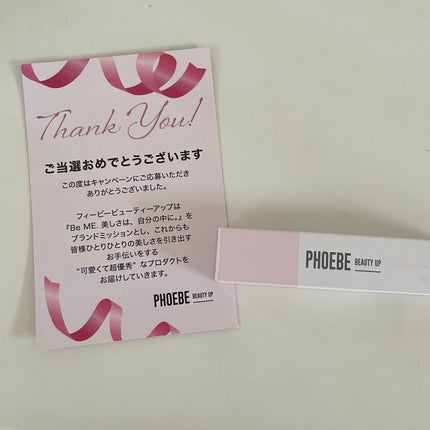 Thank You!
ご当選おめでとうございます
この度はキャンペーンにご応募いただき
ありがとうございました。
フィービービューティーアップは
『Be ME. 美しさは、自分の中に。』を
ブランドミッションとし、これからも
皆様ひとりひとりの美しさを引き出す
お手伝いをする
“可愛くて超優秀” なプロダクトを
お届けしていきます。
PHOEBE BEAUTY UP
PHOEBE BEAUTY UP